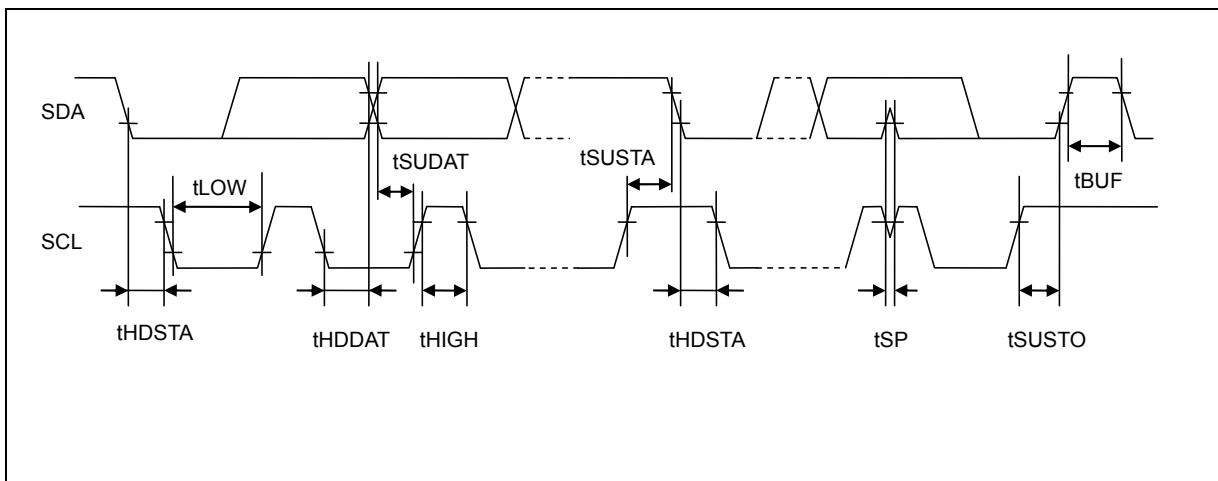 SDA
tSUDAT
tSUSTA
tLOW
tBUF
SCL
tHDSTA
tHDDAT
tHIGH
tHDSTA
tSP
tSUSTO